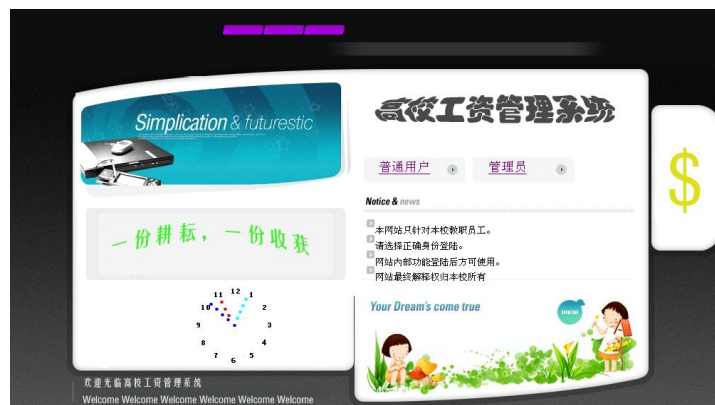 Simplication & futurestic
高校工资管理系统
普通用户
管理员
$
Notice & news
本网站只针对本校教职员工。
请选择正确身份登陆。
网站内部功能登陆后方可使用。
网站最终解释权归本校所有
一份耕耘，一份收获
12
11
1
10
2
9
3
8
4
7
5
6
Your Dream's come true
VIEW
欢迎光临高校工资管理系统
Welcome Welcome Welcome Welcome Welcome Welcome